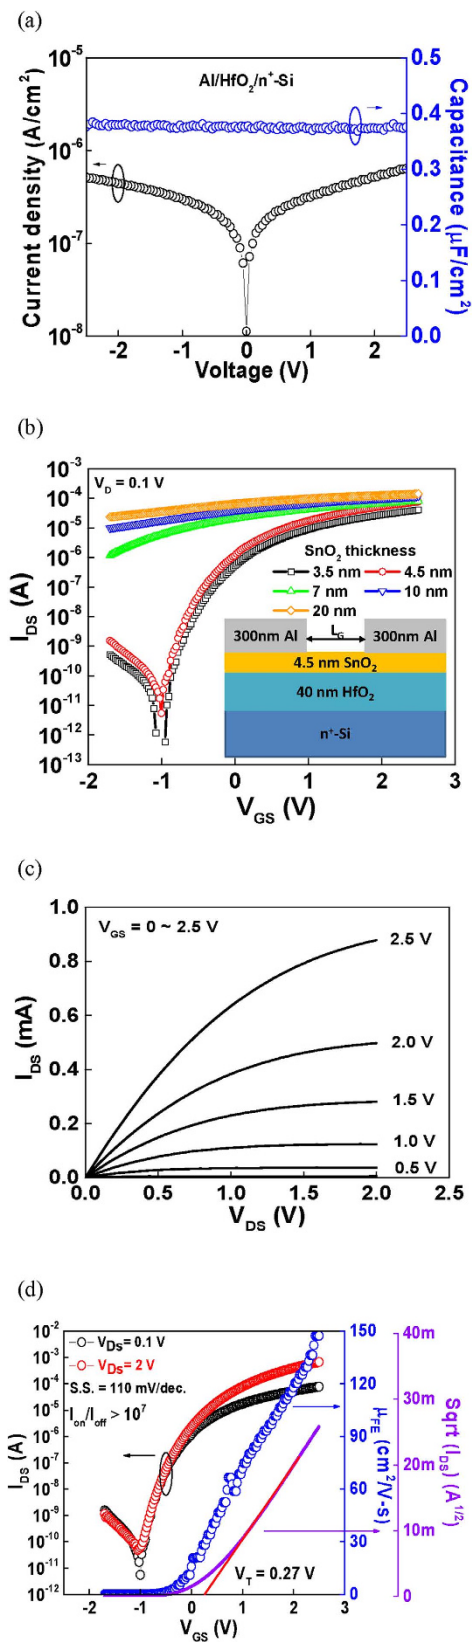 (a)
Al/HfO₂/n⁺-Si
Current density (A/cm²)
10⁻⁵
10⁻⁶
10⁻⁷
10⁻⁸
-2 -1 0 1 2
Voltage (V)
0.5
0.4
0.3
0.2
0.1
0.0
Capacitance (μF/cm²)
(b)
V_D = 0.1 V
I_DS (A)
10⁻³
10⁻⁴
10⁻⁵
10⁻⁶
10⁻⁷
10⁻⁸
10⁻⁹
10⁻¹⁰
10⁻¹¹
10⁻¹²
10⁻¹³
SnO₂ thickness
3.5 nm 4.5 nm
7 nm 10 nm
20 nm
300nm Al L_G 300nm Al
4.5 nm SnO₂
40 nm HfO₂
n⁺-Si
-2 -1 0 1 2 3
V_GS (V)
(c)
V_GS = 0 ~ 2.5 V
I_DS (mA)
1.0
0.8
0.6
0.4
0.2
0.0
2.5 V
2.0 V
1.5 V
1.0 V
0.5 V
0.0 0.5 1.0 1.5 2.0 2.5
V_DS (V)
(d)
V_Ds = 0.1 V
V_Ds = 2 V
S.S. = 110 mV/dec.
I_on/I_off > 10⁷
I_DS (A)
10⁻²
10⁻³
10⁻⁴
10⁻⁵
10⁻⁶
10⁻⁷
10⁻⁸
10⁻⁹
10⁻¹⁰
10⁻¹¹
10⁻¹²
V_T = 0.27 V
-2 -1 0 1 2 3
V_GS (V)
150
120
90
60
30
0
μ_FE (cm²/V-s)
40m
30m
20m
10m
0
Sqrt (I_DS) (A^1/2)